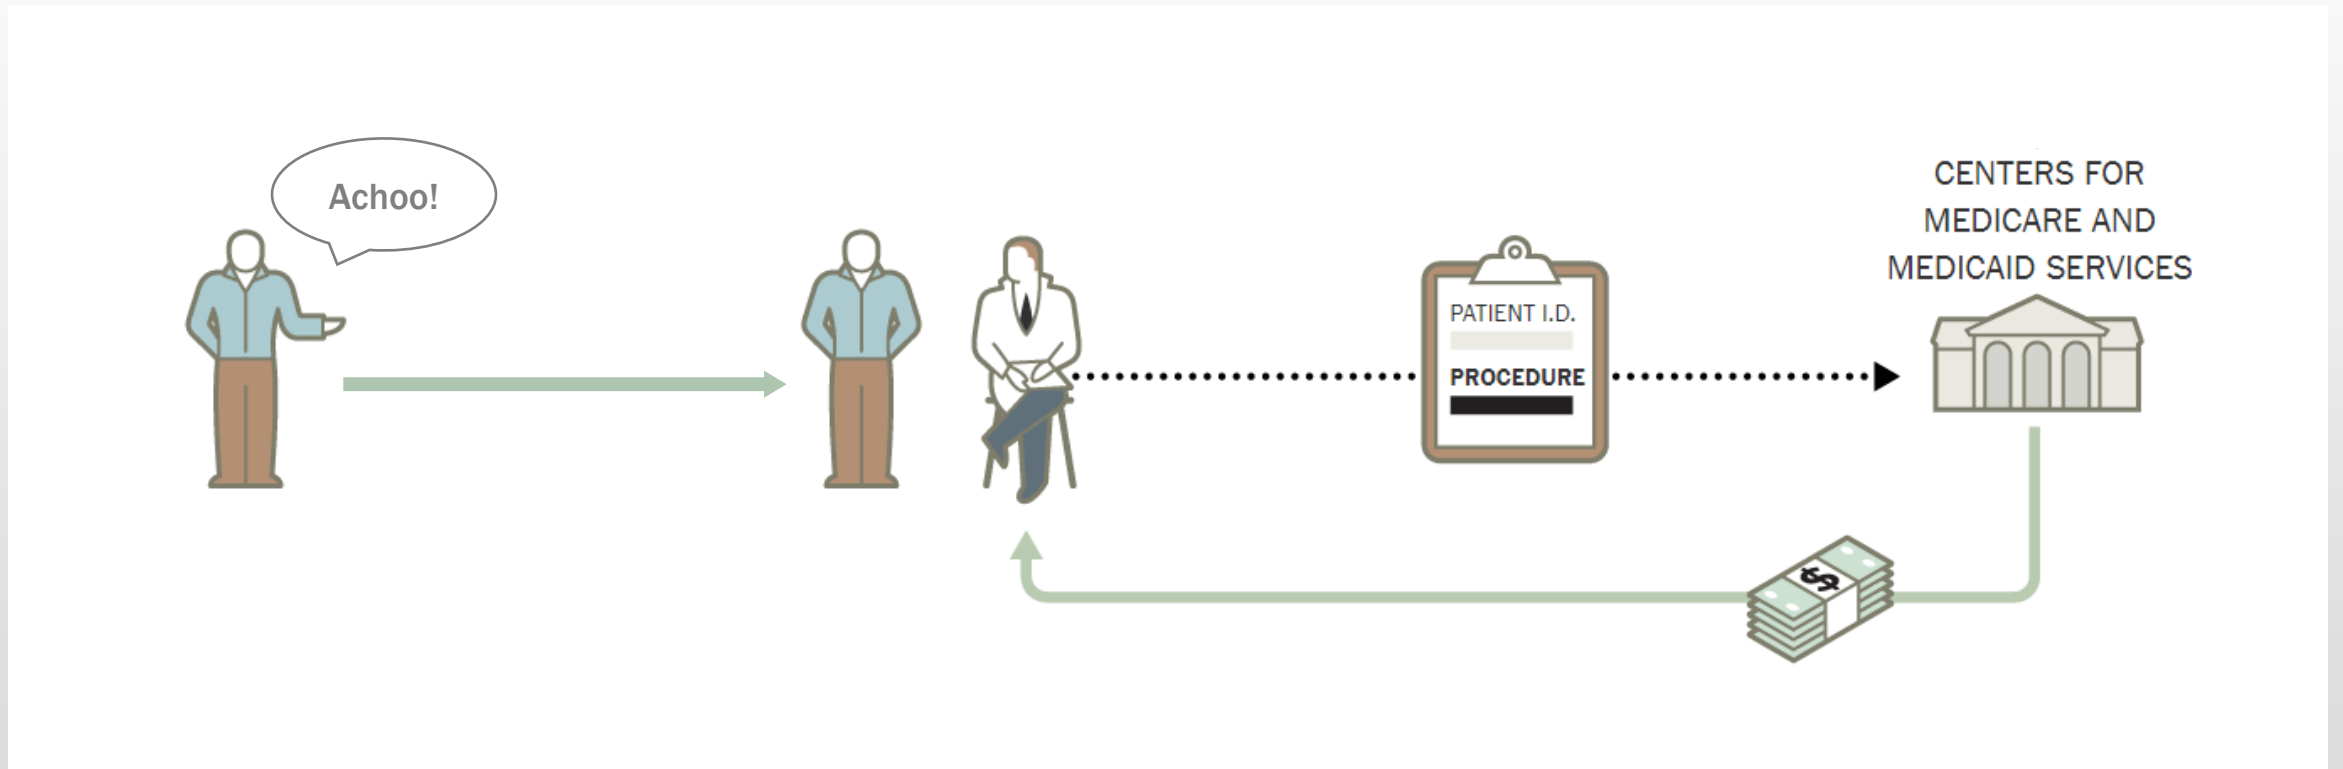 Achoo!
PATIENT I.D.
PROCEDURE
CENTERS FOR
MEDICARE AND
MEDICAID SERVICES
$